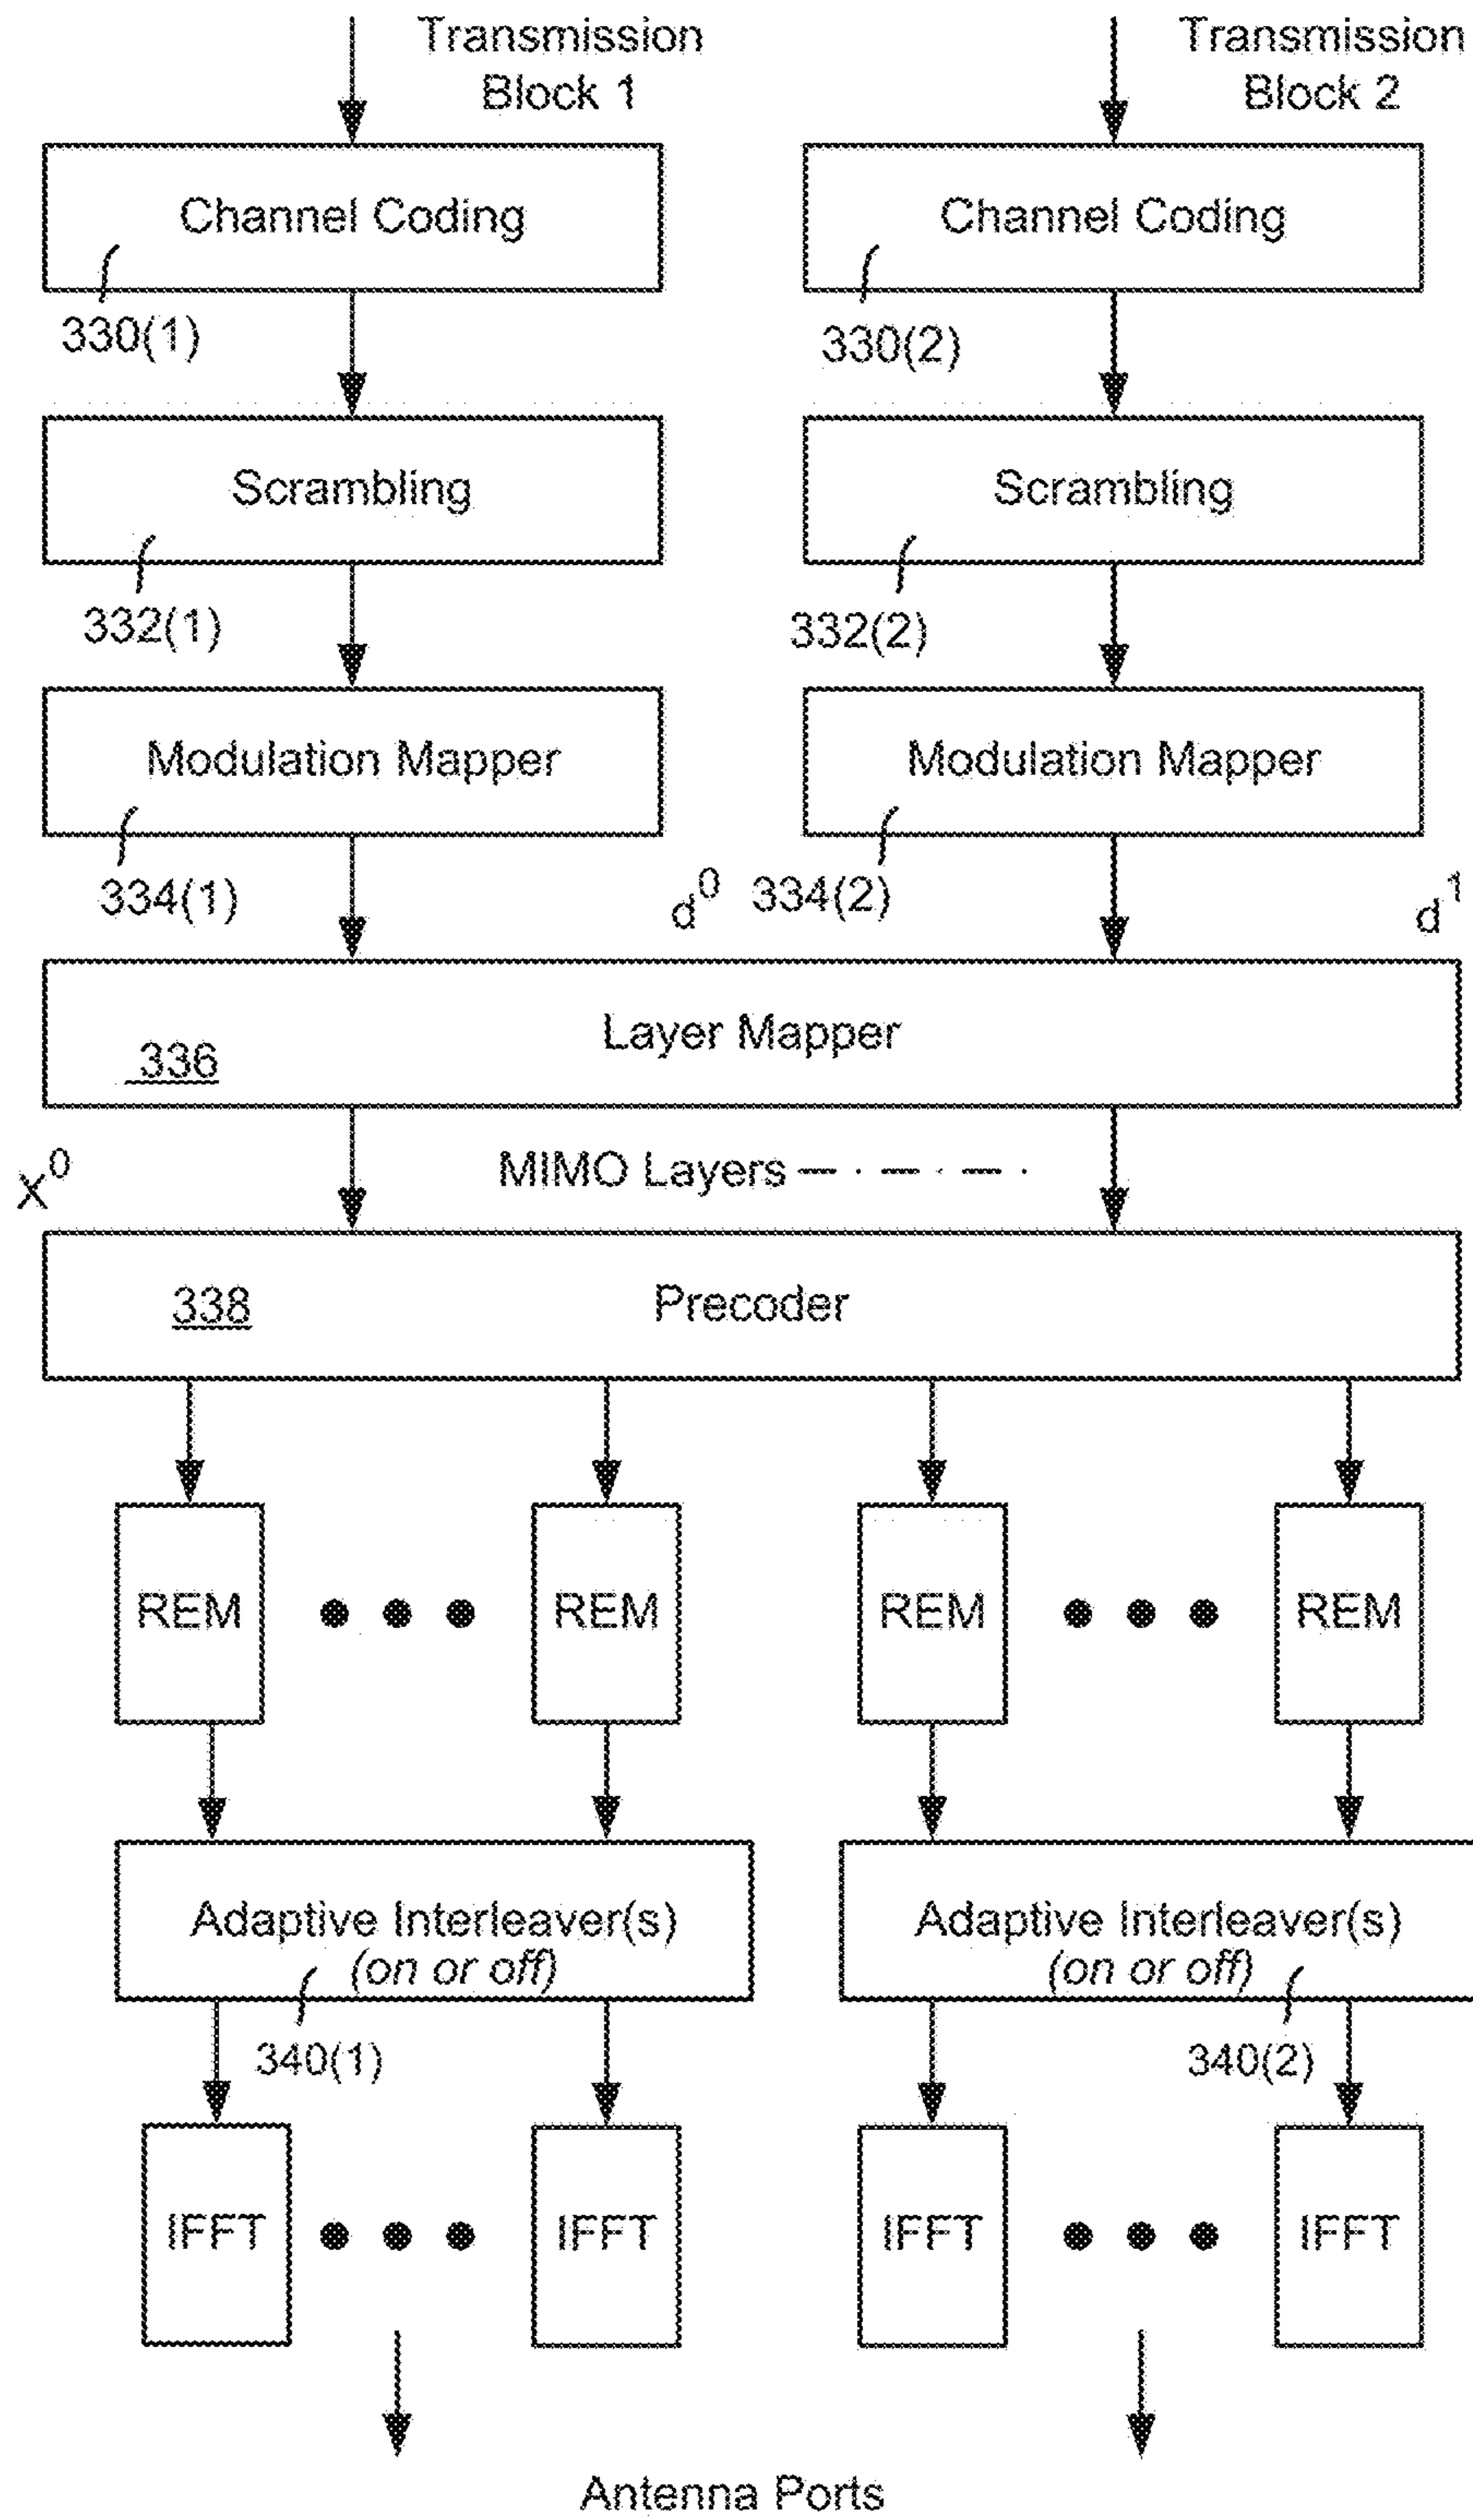 Transmission
Block 1
Transmission
Block 2
Channel Coding
Channel Coding
330(1)
330(2)
Scrambling
Scrambling
332(1)
332(2)
Modulation Mapper
Modulation Mapper
334(1)
d⁰
334(2)
d¹
Layer Mapper
336
X⁰
MIMO Layers
338
Precoder
REM
REM
REM
REM
Adaptive Interleaver(s)
(on or off)
Adaptive Interleaver(s)
(on or off)
340(1)
340(2)
IFFT
IFFT
IFFT
IFFT
Antenna Ports